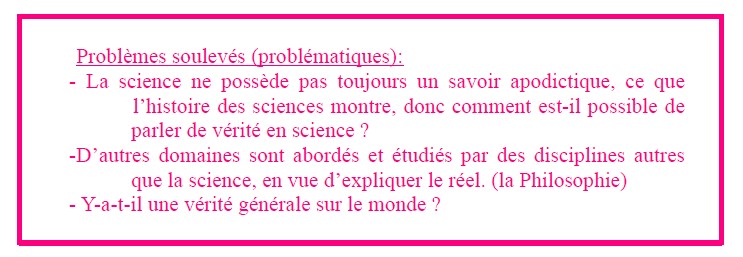 Problèmes soulevés (problématiques):
- La science ne possède pas toujours un savoir apodictique, ce que
l’histoire des sciences montre, donc comment est-il possible de
parler de vérité en science ?
-D’autres domaines sont abordés et étudiés par des disciplines autres
que la science, en vue d’expliquer le réel. (la Philosophie)
- Y-a-t-il une vérité générale sur le monde ?